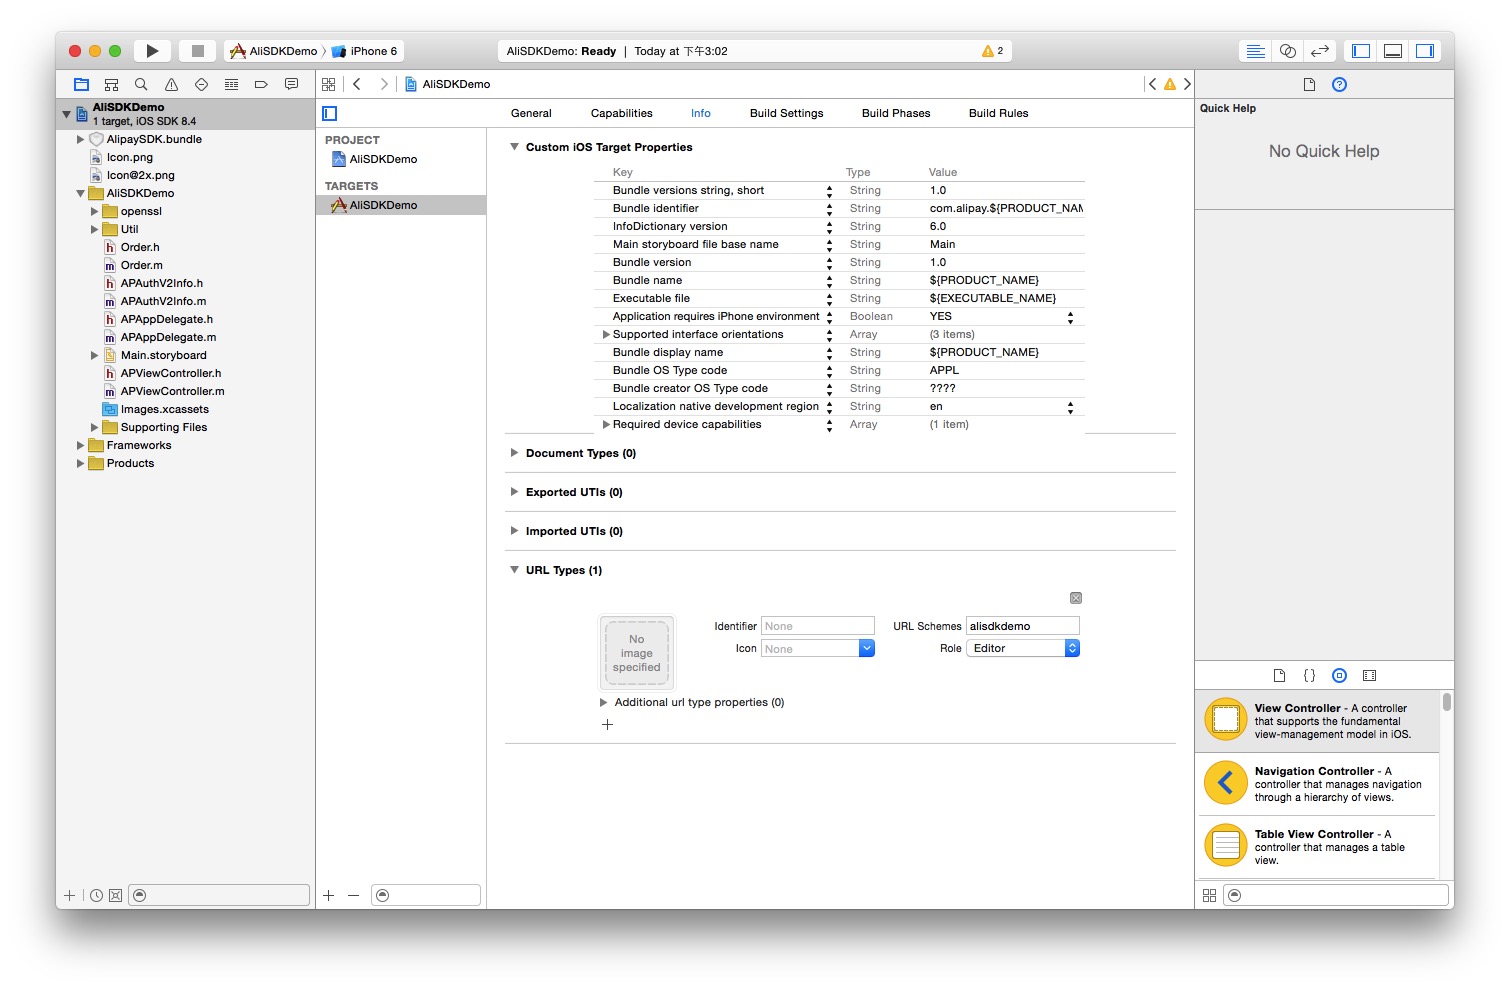 AliSDKDemo 〉 iPhone 6
AliSDKDemo: Ready | Today at 下午3:02
2
AliSDKDemo
Quick Help
No Quick Help
AliSDKDemo
1 target, iOS SDK 8.4
AlipaySDK.bundle
Icon.png
Icon@2x.png
AliSDKDemo
openssl
Util
Order.h
Order.m
APAuthV2Info.h
APAuthV2Info.m
APAppDelegate.h
APAppDelegate.m
Main.storyboard
APViewController.h
APViewController.m
Images.xcassets
Supporting Files
Frameworks
Products
PROJECT
AliSDKDemo
TARGETS
AliSDKDemo
General Capabilities Info Build Settings Build Phases Build Rules
Custom iOS Target Properties
Key Type Value
Bundle versions string, short String 1.0
Bundle identifier String com.alipay.${PRODUCT_NAM
InfoDictionary version String 6.0
Main storyboard file base name String Main
Bundle version String 1.0
Bundle name String ${PRODUCT_NAME}
Executable file String ${EXECUTABLE_NAME}
Application requires iPhone environment Boolean YES
Supported interface orientations Array (3 items)
Bundle display name String ${PRODUCT_NAME}
Bundle OS Type code String APPL
Bundle creator OS Type code String ????
Localization native development region String en
Required device capabilities Array (1 item)
Document Types (0)
Exported UTIs (0)
Imported UTIs (0)
URL Types (1)
No
image
specified
Identifier None URL Schemes alisdkdemo
Icon None Role Editor
Additional url type properties (0)
View Controller - A controller
that supports the fundamental
view-management model in iOS.
Navigation Controller - A
controller that manages navigation
through a hierarchy of views.
Table View Controller - A
controller that manages a table
view.